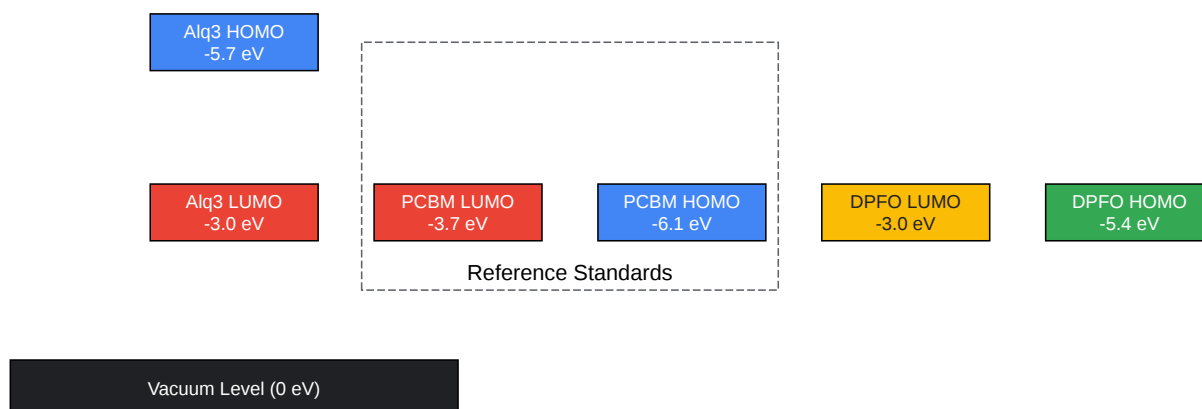 Alq3 HOMO
-5.7 eV
Alq3 LUMO
-3.0 eV
PCBM LUMO
-3.7 eV
PCBM HOMO
-6.1 eV
DPFO LUMO
-3.0 eV
DPFO HOMO
-5.4 eV
Reference Standards
Vacuum Level (0 eV)